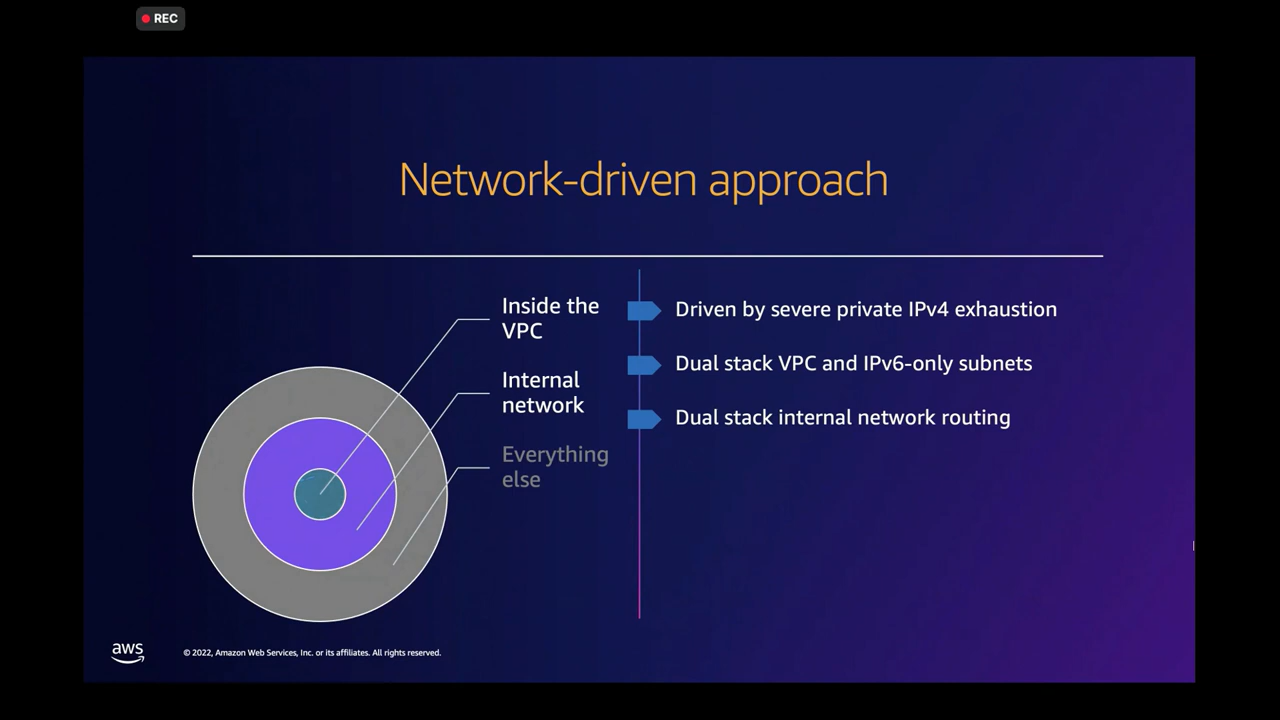 REC
Network-driven approach
Inside the
VPC
Internal
network
Everything
else
Driven by severe private IPv4 exhaustion
Dual stack VPC and IPv6-only subnets
Dual stack internal network routing
aws
© 2022, Amazon Web Services, Inc. or its affiliates. All rights reserved.